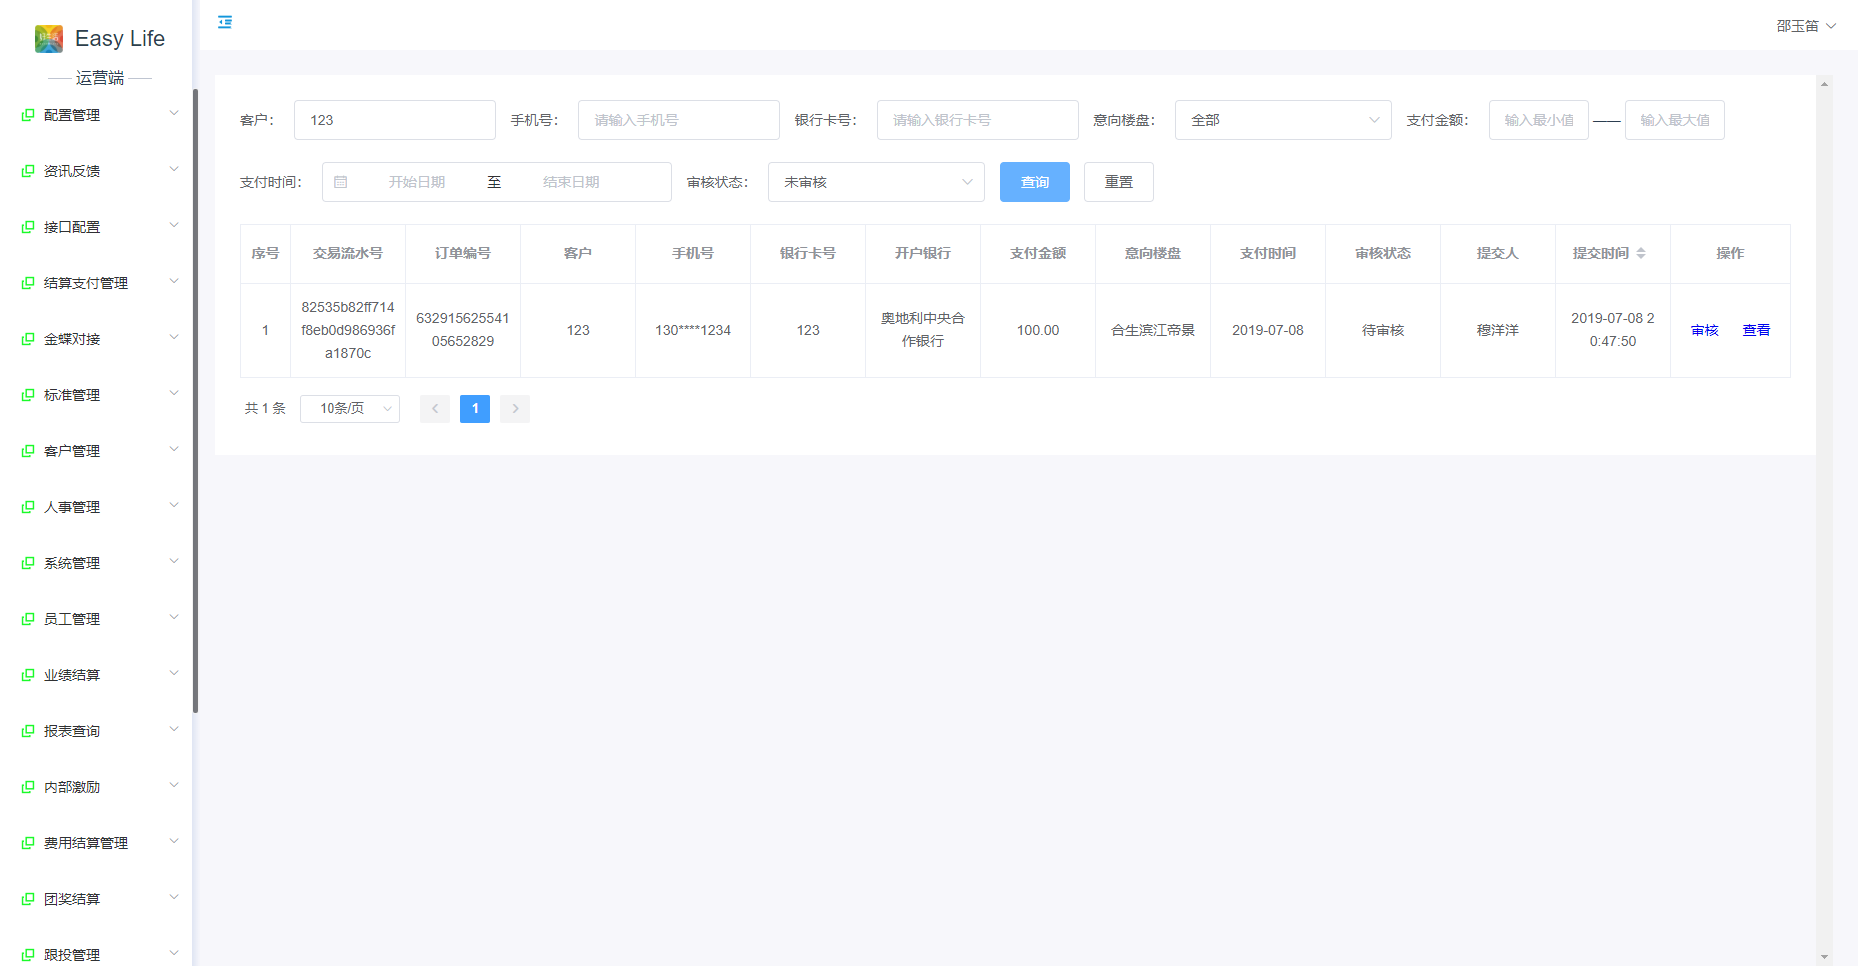 Easy Life
运营端
配置管理
资讯反馈
接口配置
结算支付管理
金蝶对接
标准管理
客户管理
人事管理
系统管理
员工管理
业绩结算
报表查询
内部激励
费用结算管理
团奖结算
跟投管理
邵玉笛
客户： 123 手机号： 请输入手机号 银行卡号： 请输入银行卡号 意向楼盘： 全部 支付金额： 输入最小值 —— 输入最大值
支付时间： 开始日期 至 结束日期 审核状态： 未审核 查询 重置
序号 交易流水号 订单编号 客户 手机号 银行卡号 开户银行 支付金额 意向楼盘 支付时间 审核状态 提交人 提交时间 操作
1
82535b82ff714
f8eb0d986936f
a1870c
632915625541
05652829
123
130****1234
123
奥地利中央合
作银行
100.00
合生滨江帝景
2019-07-08
待审核
穆洋洋
2019-07-08 2
0:47:50
审核 查看
共 1 条 10条/页 1